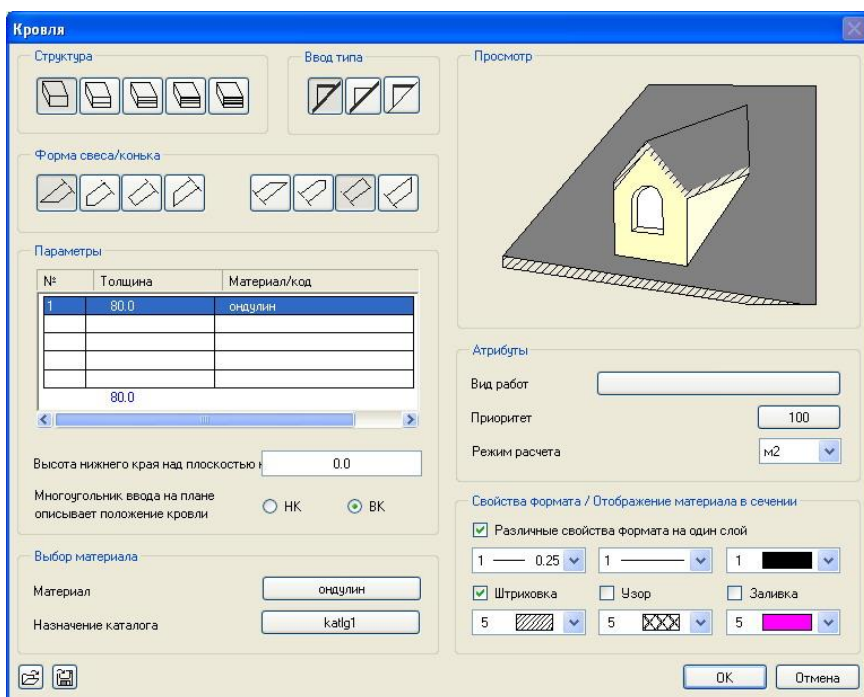 Кровля
Структура
Ввод типа
Форма свеса/конька
Параметры
№ Толщина Материал/код
1 80.0 ондулин
80.0
Высота нижнего края над плоскостью 0.0
Многоугольник ввода на плане
описывает положение кровли
НК ВК
Выбор материала
Материал ондулин
Назначение каталога katlg1
Просмотр
Атрибуты
Вид работ
Приоритет 100
Режим расчета м2
Свойства формата / Отображение материала в сечении
Различные свойства формата на один слой
1 0.25 1 1
Штриховка Узор Заливка
5 5 5
OK Отмена